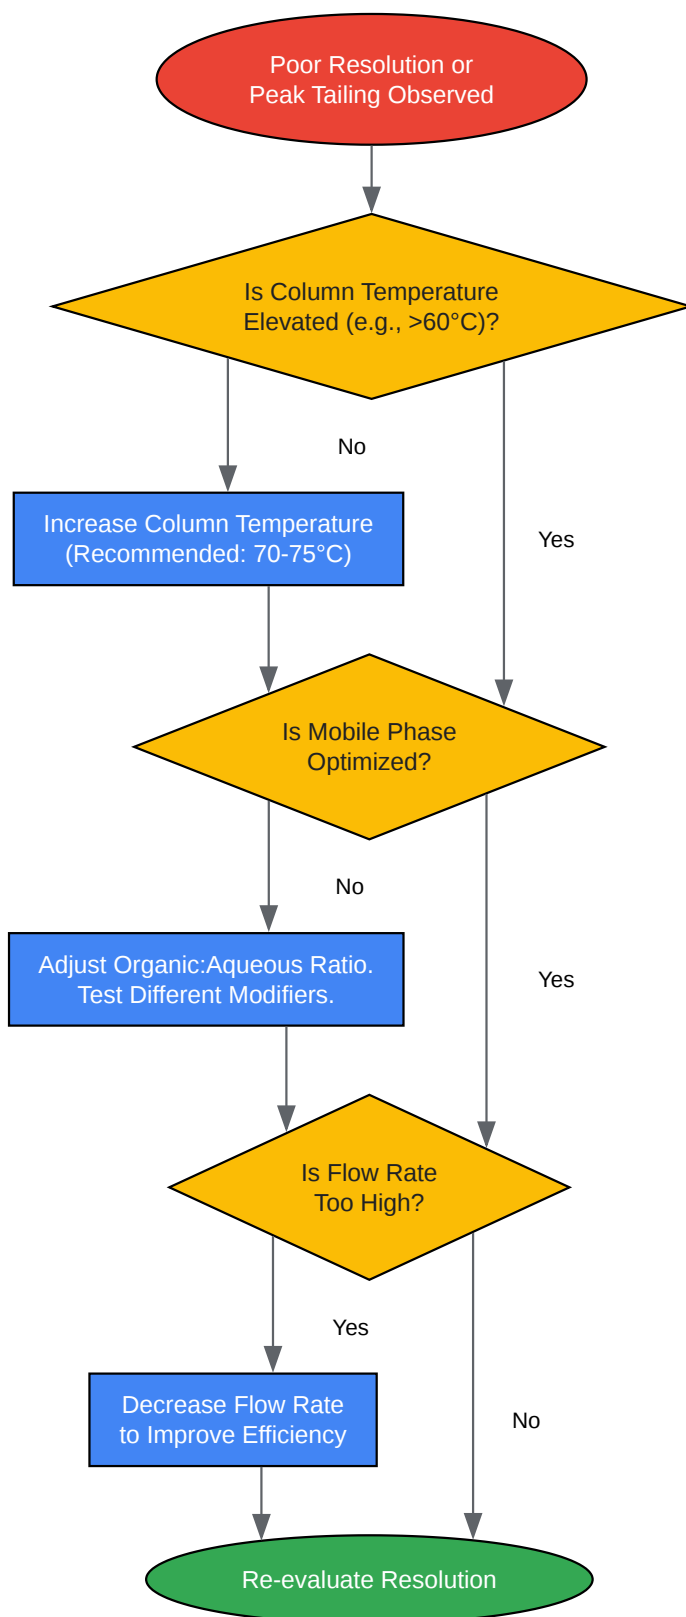 Poor Resolution or
Peak Tailing Observed
Is Column Temperature
Elevated (e.g., >60°C)?
No
Increase Column Temperature
(Recommended: 70-75°C)
Yes
Is Mobile Phase
Optimized?
No
Adjust Organic:Aqueous Ratio.
Test Different Modifiers.
Yes
Is Flow Rate
Too High?
Yes
Decrease Flow Rate
to Improve Efficiency
No
Re-evaluate Resolution